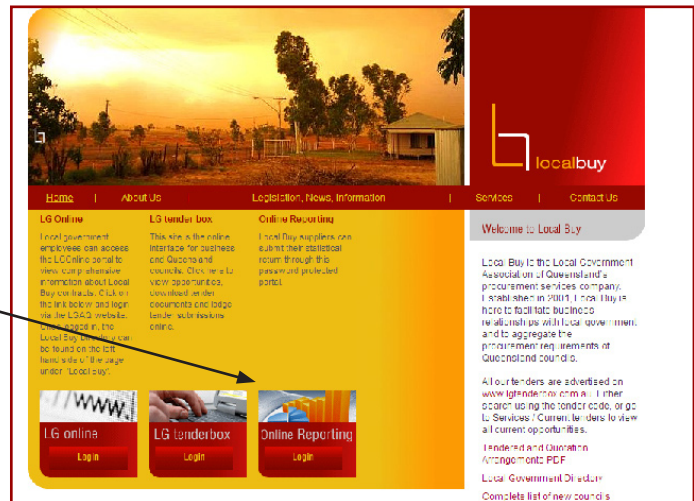 localbuy
Home | About Us Legislation, News, Information | Services | Contact Us
LG Online
Local government
employees can access
the LGOnline portal to
view comprehensive
information about Local
Buy contracts. Click on
the link below and login
via the LGAQ website.
Once logged in, the
Local Buy Directory can
be found on the left
hand side of the page
under "Local Buy".
LG tender box
This site is the online
interface for business
and Queensland
councils. Click here to
view opportunities,
download tender
documents and lodge
tender submissions
online.
Online Reporting
Local Buy suppliers can
submit their statistical
return through this
password protected
portal.
LG online
Login
LG tenderbox
Login
Online Reporting
Login
Welcome to Local Buy
Local Buy is the Local Government
Association of Queensland's
procurement services company.
Established in 2001, Local Buy is
here to facilitate business
relationships with local government
and to aggregate the
procurement requirements of
Queensland councils.
All our tenders are advertised on
www.lgtenderbox.com.au. Either
search using the tender code, or go
to Services / Current tenders to view
all current opportunities.
Tendered and Quotation
Arrangements PDF
Local Government Directory
Complete list of new councils